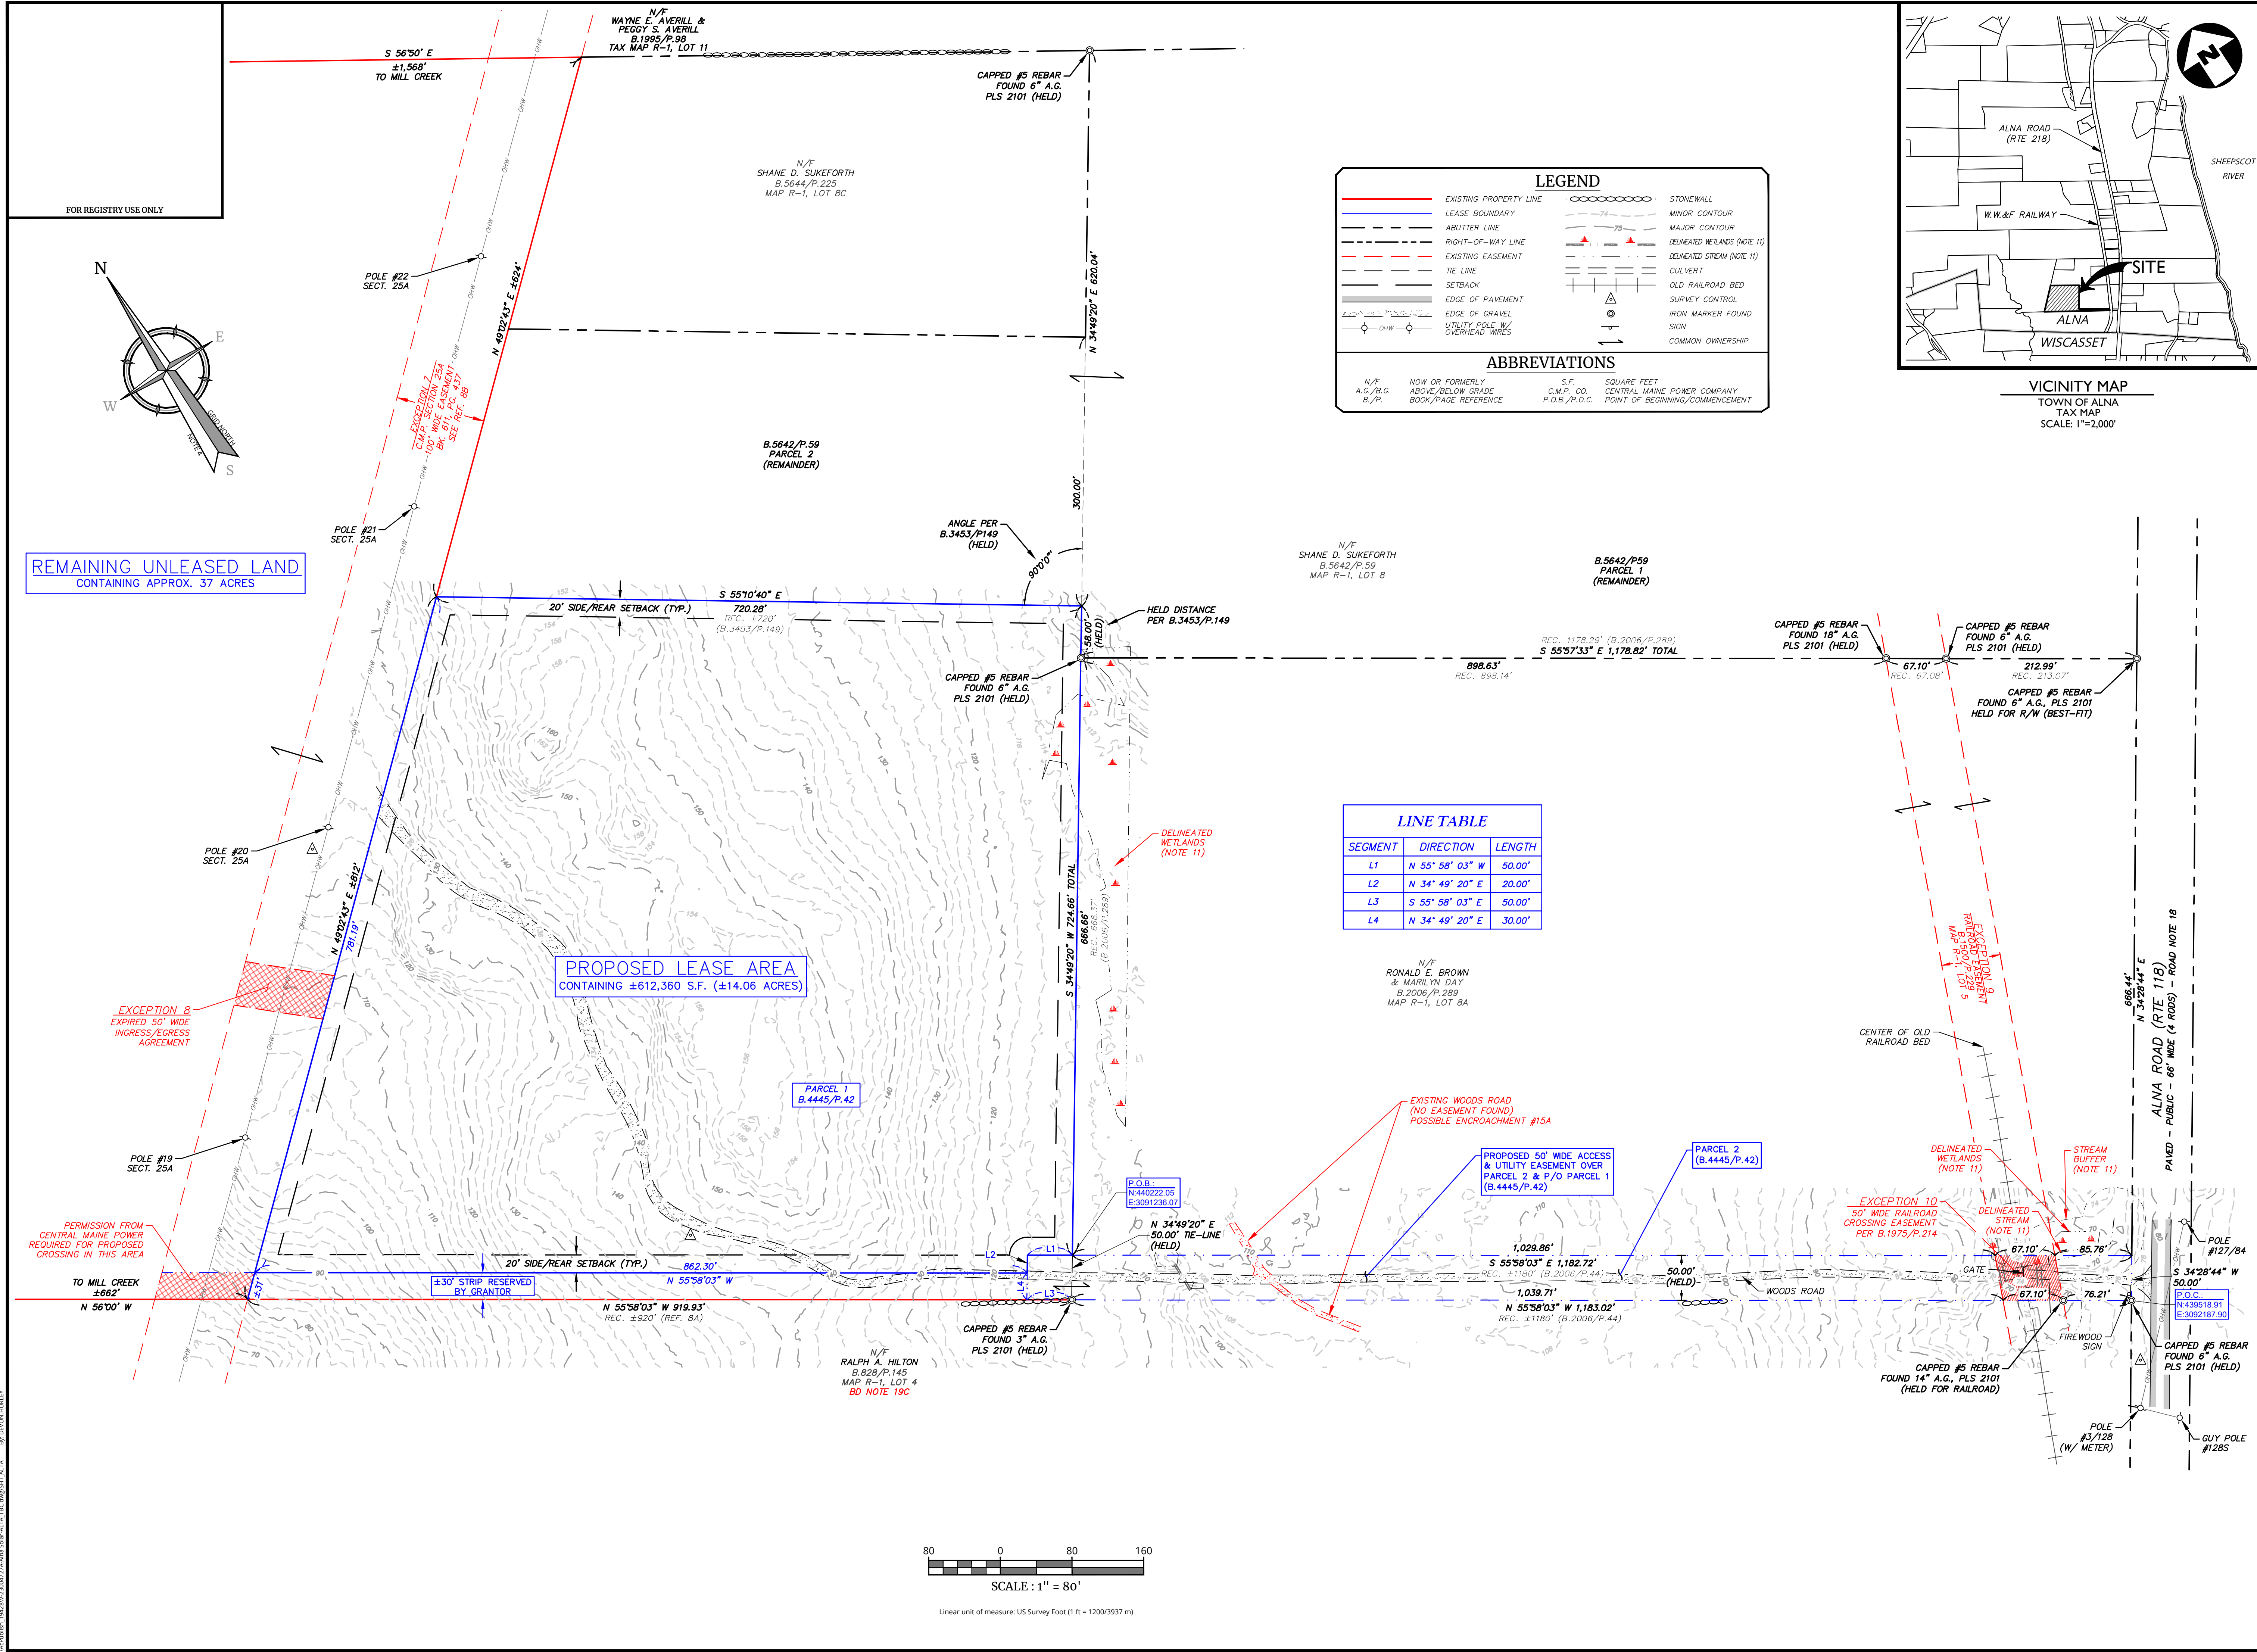 FOR REGISTRY USE ONLY
N
E
W
S
GRID NORTH
NOTE 4
S 56°50' E
±1,568'
TO MILL CREEK
N/F
WAYNE E. AVERILL &
PEGGY S. AVERILL
B.1995/P.98
TAX MAP R-1, LOT 11
CAPPED #5 REBAR
FOUND 6" A.G.
PLS 2101 (HELD)
N/F
SHANE D. SUKEFORTH
B.5644/P.225
MAP R-1, LOT 8C
POLE #22
SECT. 25A
N 49°02'43" E ±624'
N 34°49'20" E 620.04'
EXCEPTION 7
C.M.P. SECTION 25A
100' WIDE EASEMENT
BK. 611, PG. 437
SEE REF. 8B
B.5642/P.59
PARCEL 2
(REMAINDER)
300.00'
POLE #21
SECT. 25A
ANGLE PER
B.3453/P149
(HELD)
90°0'0"
REMAINING UNLEASED LAND
CONTAINING APPROX. 37 ACRES
LEGEND
EXISTING PROPERTY LINE
LEASE BOUNDARY
ABUTTER LINE
RIGHT-OF-WAY LINE
EXISTING EASEMENT
TIE LINE
SETBACK
EDGE OF PAVEMENT
EDGE OF GRAVEL
OHW
UTILITY POLE W/
OVERHEAD WIRES
STONEWALL
74
MINOR CONTOUR
75
MAJOR CONTOUR
DELINEATED WETLANDS (NOTE 11)
DELINEATED STREAM (NOTE 11)
CULVERT
OLD RAILROAD BED
SURVEY CONTROL
IRON MARKER FOUND
SIGN
COMMON OWNERSHIP
ABBREVIATIONS
N/F NOW OR FORMERLY
A.G./B.G. ABOVE/BELOW GRADE
B./P. BOOK/PAGE REFERENCE
S.F. SQUARE FEET
C.M.P. CO. CENTRAL MAINE POWER COMPANY
P.O.B./P.O.C. POINT OF BEGINNING/COMMENCEMENT
N
ALNA ROAD
(RTE 218)
SHEEPSCOT
RIVER
W.W.&F RAILWAY
SITE
ALNA
WISCASSET
VICINITY MAP
TOWN OF ALNA
TAX MAP
SCALE: 1"=2,000'
S 55°10'40" E
720.28'
REC. ±720'
(B.3453/P.149)
20' SIDE/REAR SETBACK (TYP.)
58.00'
(HELD)
HELD DISTANCE
PER B.3453/P.149
CAPPED #5 REBAR
FOUND 6" A.G.
PLS 2101 (HELD)
N/F
SHANE D. SUKEFORTH
B.5642/P.59
MAP R-1, LOT 8
B.5642/P59
PARCEL 1
(REMAINDER)
REC. 1178.29' (B.2006/P.289)
S 55°57'33" E 1,178.82' TOTAL
898.63'
REC. 898.14'
CAPPED #5 REBAR
FOUND 18" A.G.
PLS 2101 (HELD)
CAPPED #5 REBAR
FOUND 6" A.G.
PLS 2101 (HELD)
67.10'
REC. 67.08'
212.99'
REC. 213.07'
CAPPED #5 REBAR
FOUND 6" A.G., PLS 2101
HELD FOR R/W (BEST-FIT)
POLE #20
SECT. 25A
N 49°02'43" E ±812'
781.19'
DELINEATED
WETLANDS
(NOTE 11)
S 34°49'20" W 724.66' TOTAL
666.66'
REC. 666.37'
(B.2006/P.289)
LINE TABLE
SEGMENT DIRECTION LENGTH
L1 N 55° 58' 03" W 50.00'
L2 N 34° 49' 20" E 20.00'
L3 S 55° 58' 03" E 50.00'
L4 N 34° 49' 20" E 30.00'
PROPOSED LEASE AREA
CONTAINING ±612,360 S.F. (±14.06 ACRES)
N/F
RONALD E. BROWN
& MARILYN DAY
B.2006/P.289
MAP R-1, LOT 8A
EXCEPTION 9
RAILROAD EASEMENT
B.1500/P.229
MAP R-1, LOT 5
666.44'
N 34°28'44" E
ALNA ROAD (RTE 118)
PAVED - PUBLIC - 66' WIDE (4 RODS) - ROAD NOTE 18
EXCEPTION 8
EXPIRED 50' WIDE
INGRESS/EGRESS
AGREEMENT
CENTER OF OLD
RAILROAD BED
PARCEL 1
B.4445/P.42
EXISTING WOODS ROAD
(NO EASEMENT FOUND)
POSSIBLE ENCROACHMENT #15A
PROPOSED 50' WIDE ACCESS
& UTILITY EASEMENT OVER
PARCEL 2 & P/O PARCEL 1
(B.4445/P.42)
PARCEL 2
(B.4445/P.42)
DELINEATED
WETLANDS
(NOTE 11)
STREAM
BUFFER
(NOTE 11)
POLE #19
SECT. 25A
P.O.B.:
N:440222.05
E:3091236.07
EXCEPTION 10
50' WIDE RAILROAD
CROSSING EASEMENT
PER B.1975/P.214
DELINEATED
STREAM
(NOTE 11)
PERMISSION FROM
CENTRAL MAINE POWER
REQUIRED FOR PROPOSED
CROSSING IN THIS AREA
N 34°49'20" E
50.00' TIE-LINE
(HELD)
L1
L2
L4
L3
20' SIDE/REAR SETBACK (TYP.)
862.30'
N 55°58'03" W
±30' STRIP RESERVED
BY GRANTOR
±31'
TO MILL CREEK
±662'
N 56°00' W
N 55°58'03" W 919.93'
REC. ±920' (REF. 8A)
1,029.86'
S 55°58'03" E 1,182.72'
REC. ±1180' (B.2006/P.44)
50.00'
(HELD)
1,039.71'
N 55°58'03" W 1,183.02'
REC. ±1180' (B.2006/P.44)
WOODS ROAD
GATE
67.10'
85.76'
67.10'
76.21'
POLE
#127/84
S 34°28'44" W
50.00'
P.O.C.:
N:439518.91
E:3092187.90
CAPPED #5 REBAR
FOUND 3" A.G.
PLS 2101 (HELD)
N/F
RALPH A. HILTON
B.828/P.145
MAP R-1, LOT 4
BD NOTE 19C
FIREWOOD
SIGN
CAPPED #5 REBAR
FOUND 14" A.G., PLS 2101
(HELD FOR RAILROAD)
CAPPED #5 REBAR
FOUND 6" A.G.
PLS 2101 (HELD)
POLE
#3/128
(W/ METER)
GUY POLE
#128S
80 0 80 160
SCALE : 1" = 80'
Linear unit of measure: US Survey Foot (1 ft = 1200/3937 m)